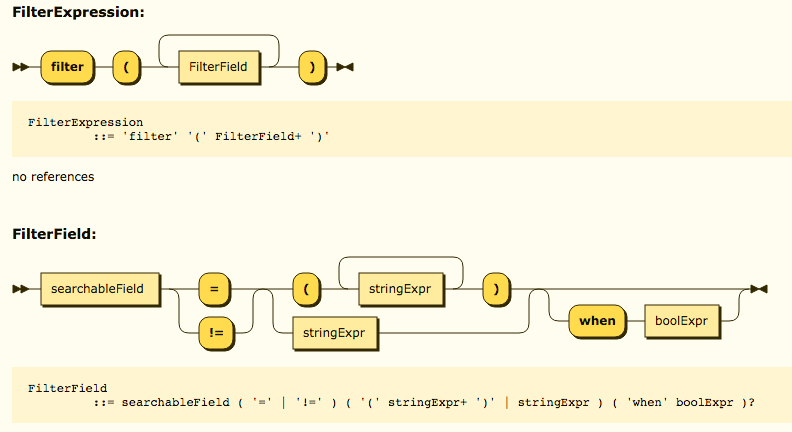 FilterExpression:
filter ( FilterField )
FilterExpression
::= 'filter' '(' FilterField+ ')'
no references
FilterField:
searchableField = ( stringExpr )
!= stringExpr when boolExpr
FilterField
::= searchableField ( '=' | '!=' ) ( '(' stringExpr+ ')' | stringExpr ) ( 'when' boolExpr )?